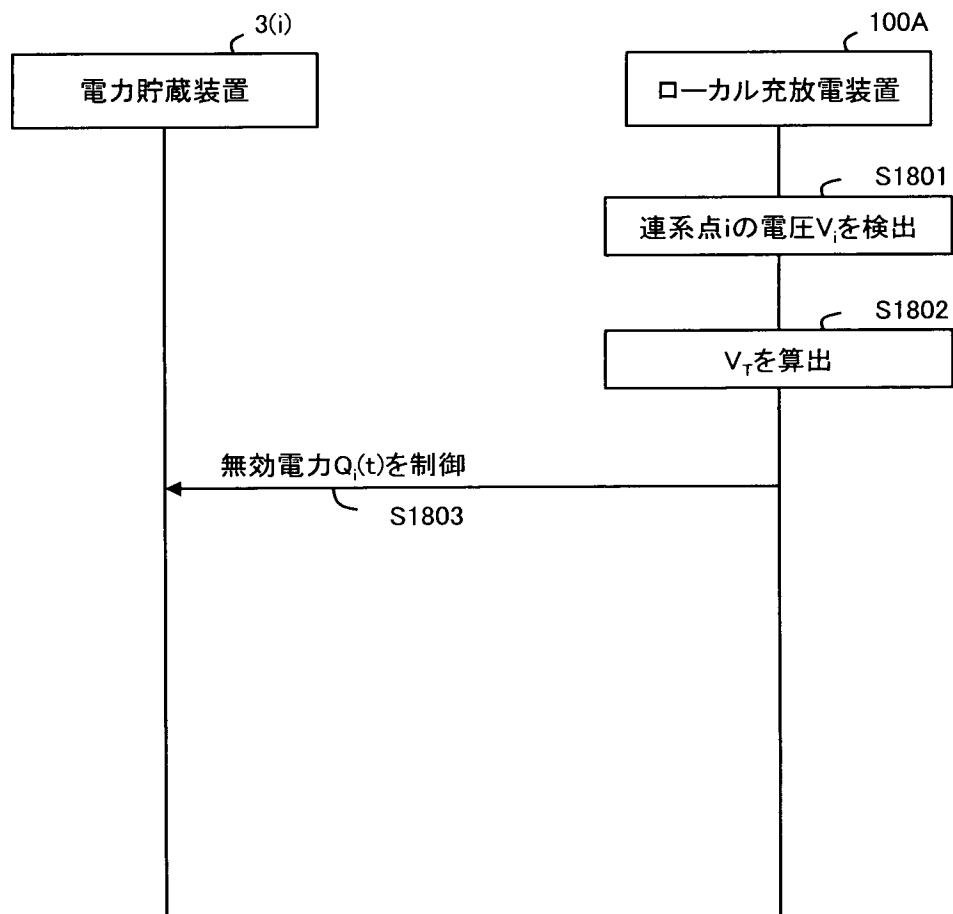 3(i)
100A
電力貯蔵装置
ローカル充放電装置
S1801
連系点iの電圧Viを検出
S1802
VTを算出
無効電力Qi(t)を制御
S1803